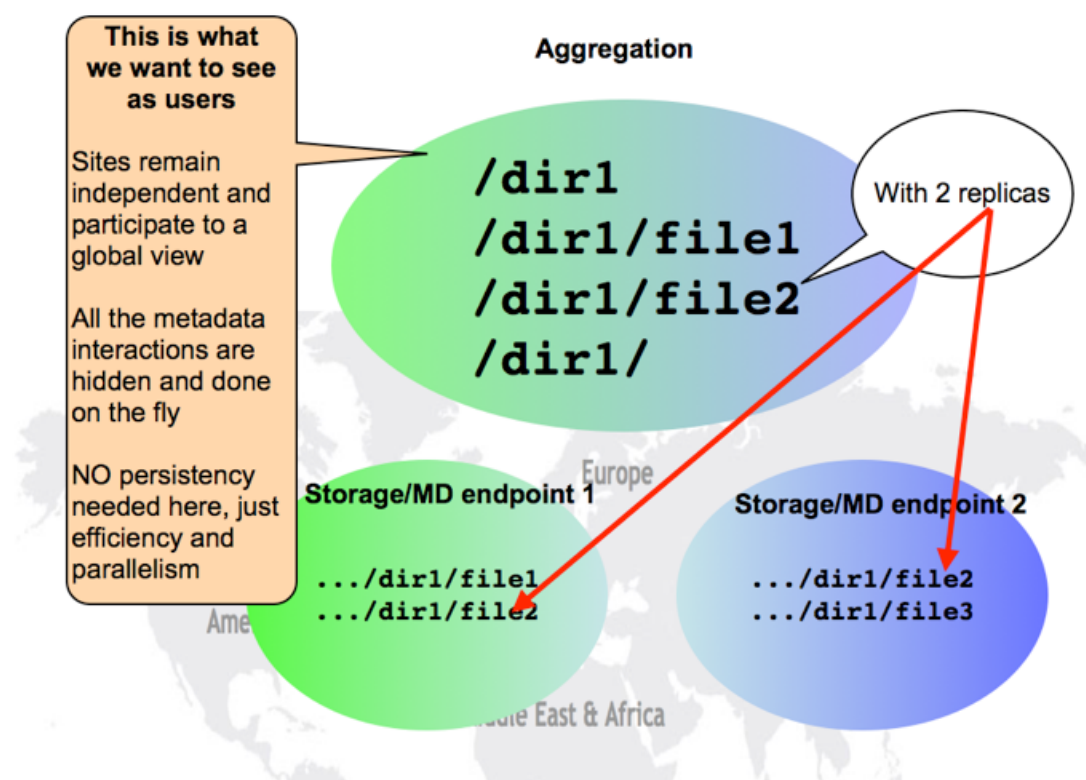 This is what
we want to see
as users
Sites remain
independent and
participate to a
global view
All the metadata
interactions are
hidden and done
on the fly
NO persistency
needed here, just
efficiency and
parallelism
Aggregation
/dir1
/dir1/file1
/dir1/file2
/dir1/
With 2 replicas
Europe
Storage/MD endpoint 1
.../dir1/file1
.../dir1/file2
Storage/MD endpoint 2
.../dir1/file2
.../dir1/file3
Ame
East & Africa